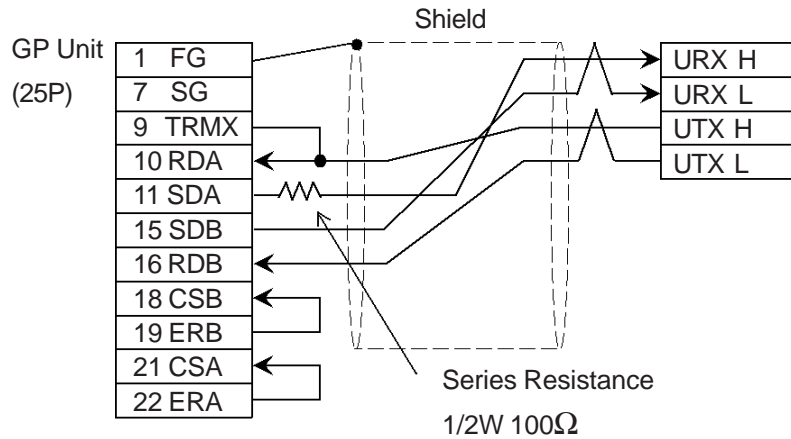 Shield
GP Unit
(25P)
1 FG
7 SG
9 TRMX
10 RDA
11 SDA
15 SDB
16 RDB
18 CSB
19 ERB
21 CSA
22 ERA
URX H
URX L
UTX H
UTX L
Series Resistance
1/2W 100Ω